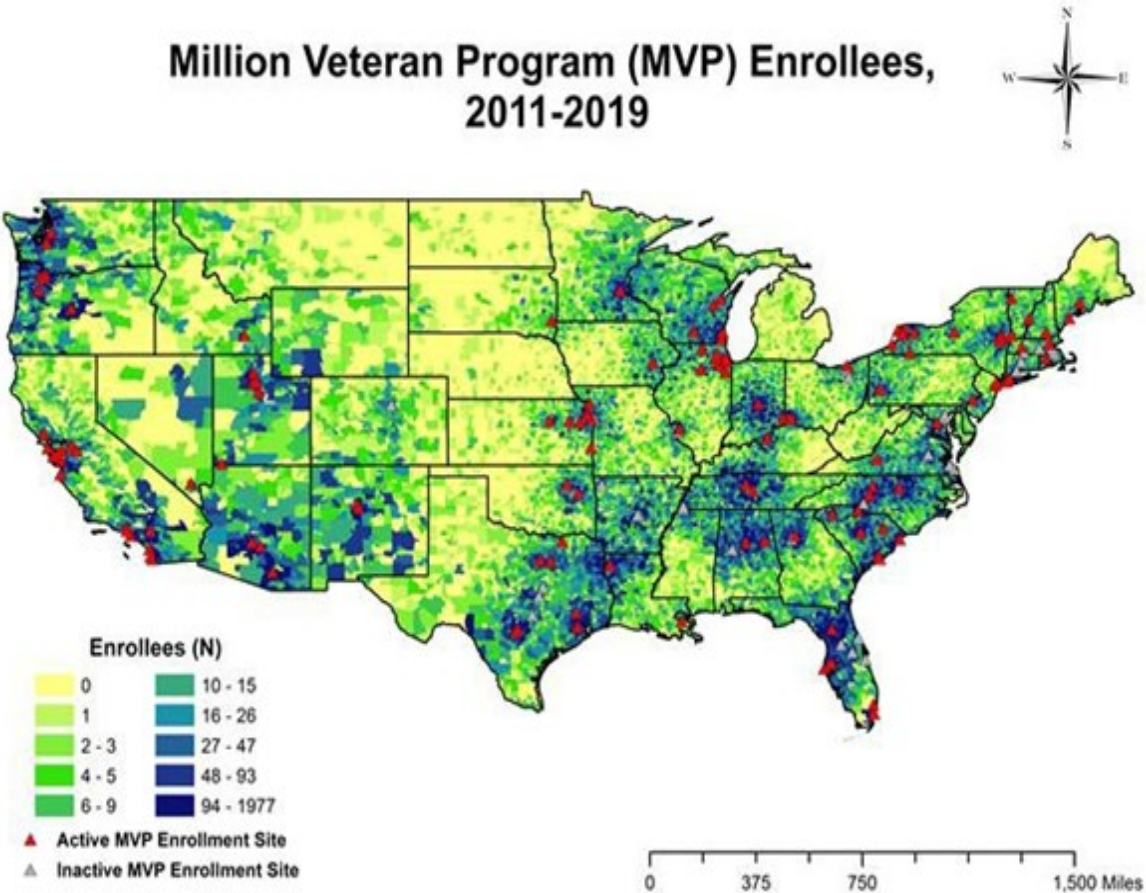 Million Veteran Program (MVP) Enrollees,
2011-2019
N
W E
S
Enrollees (N)
0 10 - 15
1 16 - 26
2 - 3 27 - 47
4 - 5 48 - 93
6 - 9 94 - 1977
Active MVP Enrollment Site
Inactive MVP Enrollment Site
0 375 750 1,500 Miles